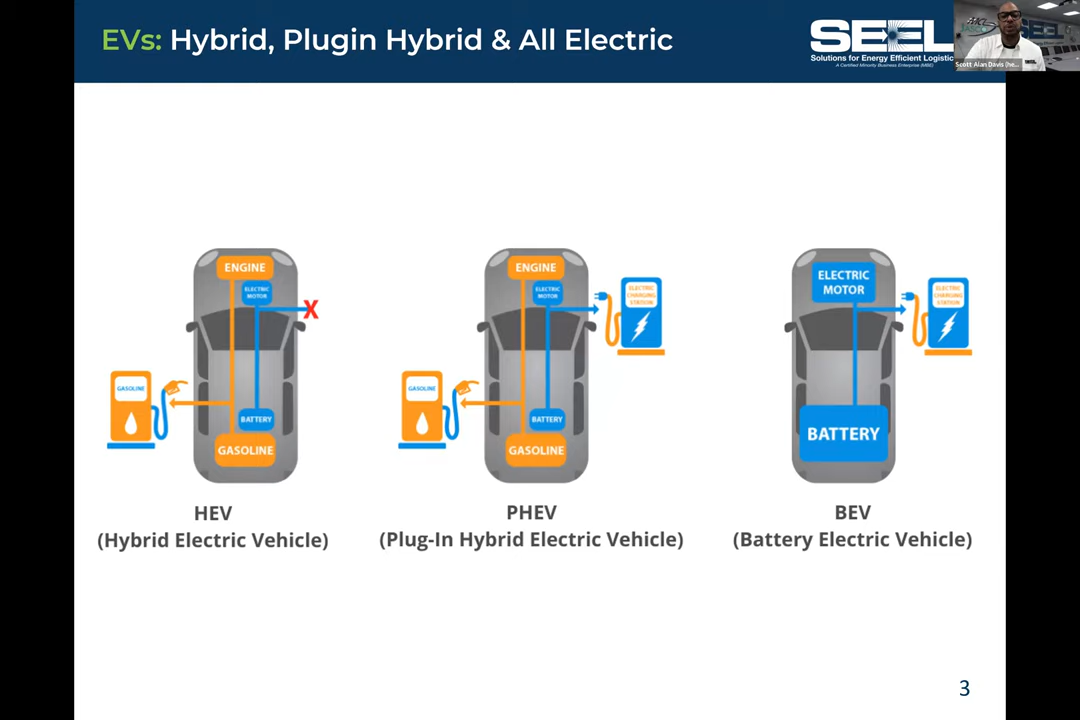 EVs: Hybrid, Plugin Hybrid & All Electric
SEEL
Solutions for Energy Efficient Logistic
A Certified Minority Business Enterprise (MBE)
Scott Alan Davis (he...
ENGINE
ELECTRIC
MOTOR
X
GASOLINE
BATTERY
GASOLINE
HEV
(Hybrid Electric Vehicle)
ENGINE
ELECTRIC
MOTOR
ELECTRIC
CHARGING
STATION
GASOLINE
BATTERY
GASOLINE
PHEV
(Plug-In Hybrid Electric Vehicle)
ELECTRIC
MOTOR
ELECTRIC
CHARGING
STATION
BATTERY
BEV
(Battery Electric Vehicle)
3